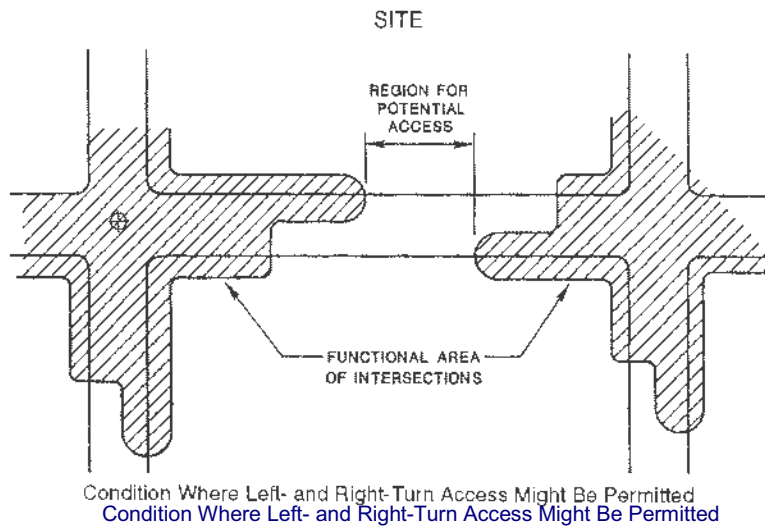 SITE
REGION FOR
POTENTIAL
ACCESS
FUNCTIONAL AREA
OF INTERSECTIONS
Condition Where Left- and Right-Turn Access Might Be Permitted
Condition Where Left- and Right-Turn Access Might Be Permitted